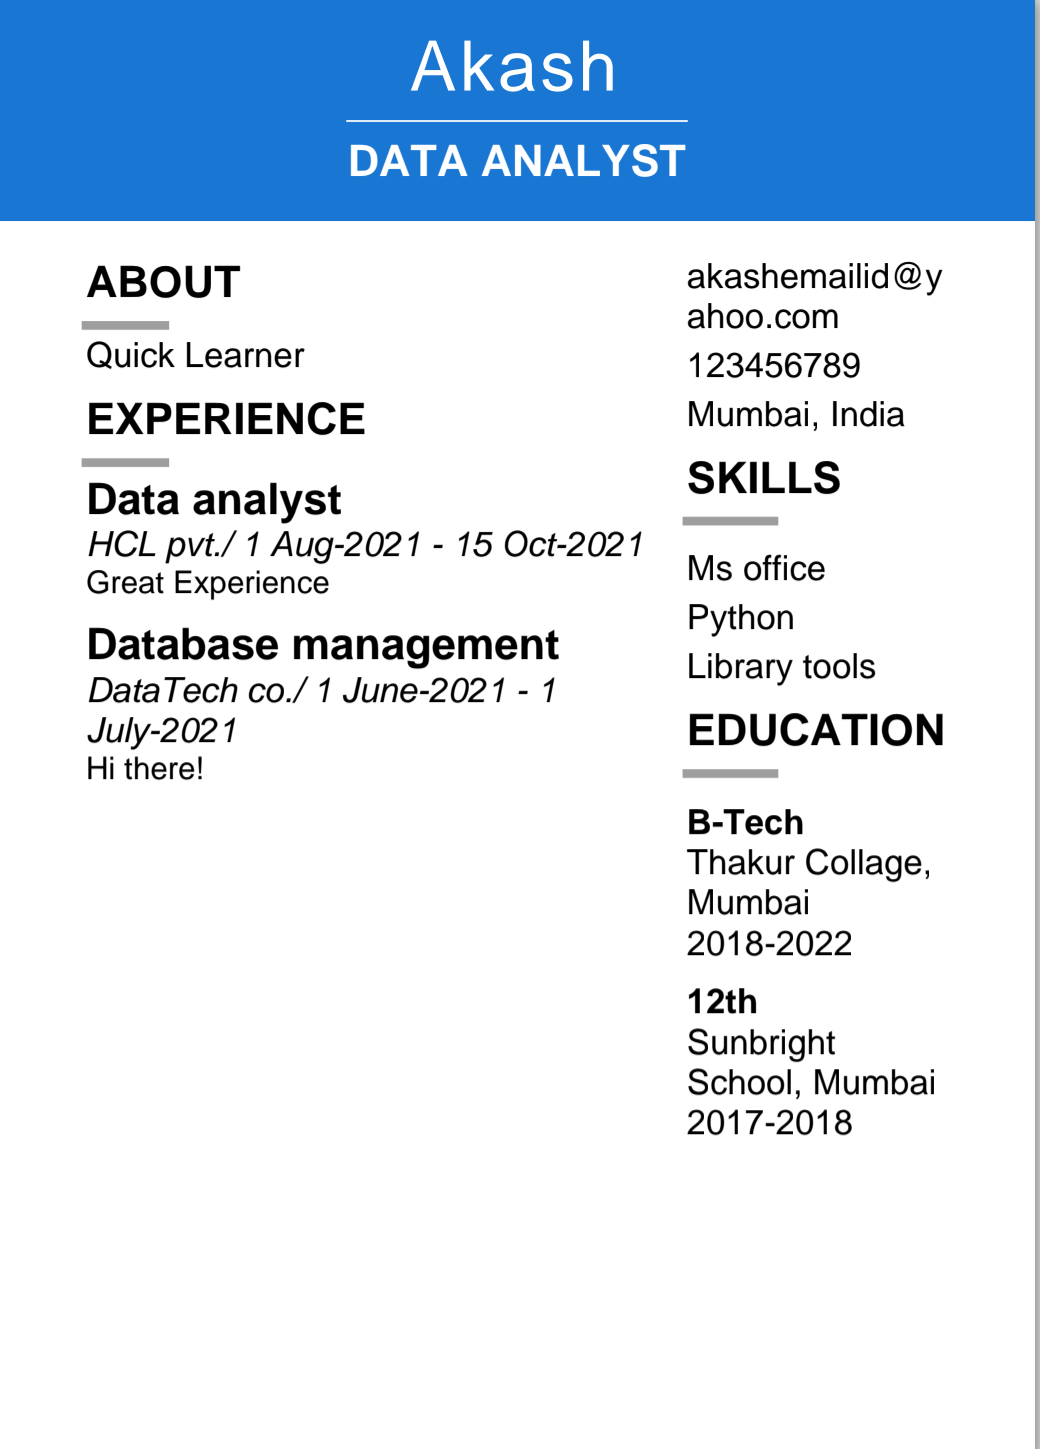 Akash
DATA ANALYST
ABOUT
Quick Learner
EXPERIENCE
Data analyst
HCL pvt./ 1 Aug-2021 - 15 Oct-2021
Great Experience
Database management
DataTech co./ 1 June-2021 - 1
July-2021
Hi there!
akashemailid@y
ahoo.com
123456789
Mumbai, India
SKILLS
Ms office
Python
Library tools
EDUCATION
B-Tech
Thakur Collage,
Mumbai
2018-2022
12th
Sunbright
School, Mumbai
2017-2018